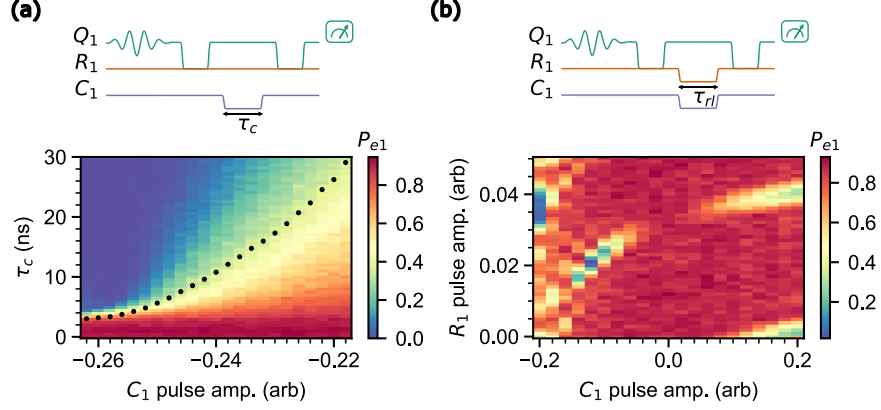 (a)
Q1
R1
C1
τc
Pe1
30
20
10
0
τc (ns)
−0.26
−0.24
−0.22
C1 pulse amp. (arb)
0.8
0.6
0.4
0.2
0.0
(b)
Q1
R1
C1
τrl
Pe1
0.04
0.02
0.00
R1 pulse amp. (arb)
−0.2
0.0
0.2
C1 pulse amp. (arb)
0.8
0.6
0.4
0.2